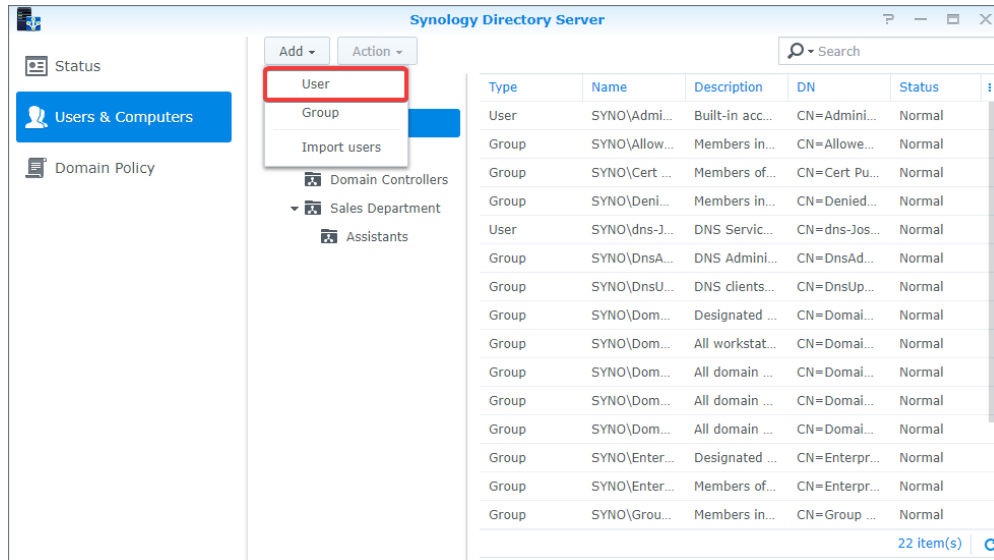 Synology Directory Server
Add Action Search
Status
Users & Computers
Domain Policy
User
Group
Import users
Domain Controllers
Sales Department
Assistants
Type Name Description DN Status
User SYNO\Admi... Built-in acc... CN=Admini... Normal
Group SYNO\Allow... Members in... CN=Allowe... Normal
Group SYNO\Cert ... Members of... CN=Cert Pu... Normal
Group SYNO\Deni... Members in... CN=Denied... Normal
User SYNO\dns-J... DNS Servic... CN=dns-Jos... Normal
Group SYNO\DnsA... DNS Admini... CN=DnsAd... Normal
Group SYNO\DnsU... DNS clients... CN=DnsUp... Normal
Group SYNO\Dom... Designated ... CN=Domai... Normal
Group SYNO\Dom... All workstat... CN=Domai... Normal
Group SYNO\Dom... All domain ... CN=Domai... Normal
Group SYNO\Dom... All domain ... CN=Domai... Normal
Group SYNO\Dom... All domain ... CN=Domai... Normal
Group SYNO\Enter... Designated ... CN=Enterpr... Normal
Group SYNO\Enter... Members of... CN=Enterpr... Normal
Group SYNO\Grou... Members in... CN=Group ... Normal
22 item(s)